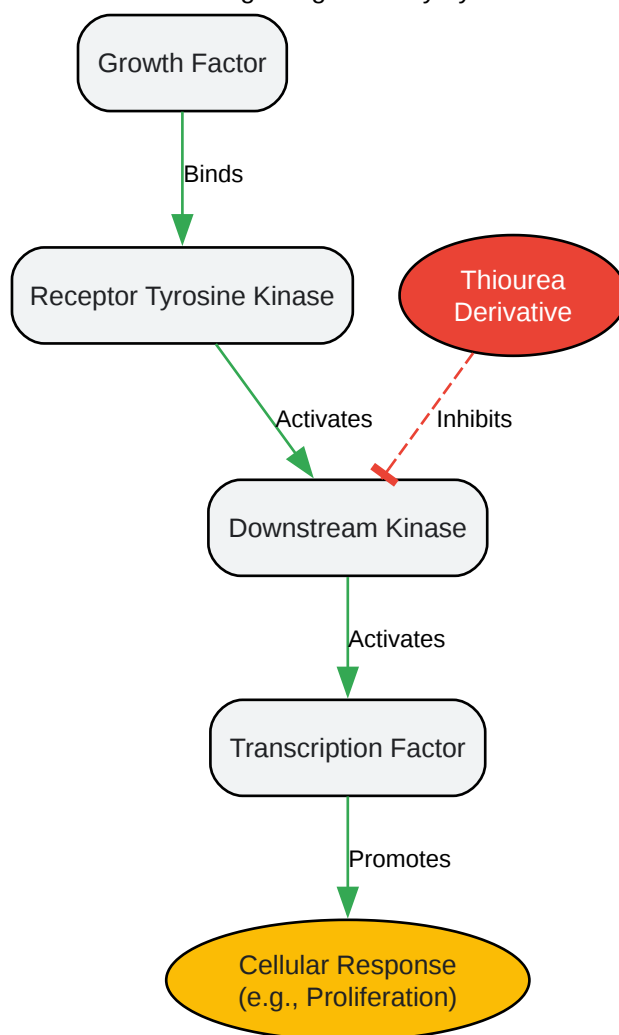 Growth Factor
Binds
Receptor Tyrosine Kinase
Thiourea
Derivative
Activates
Inhibits
Downstream Kinase
Activates
Transcription Factor
Promotes
Cellular Response
(e.g., Proliferation)